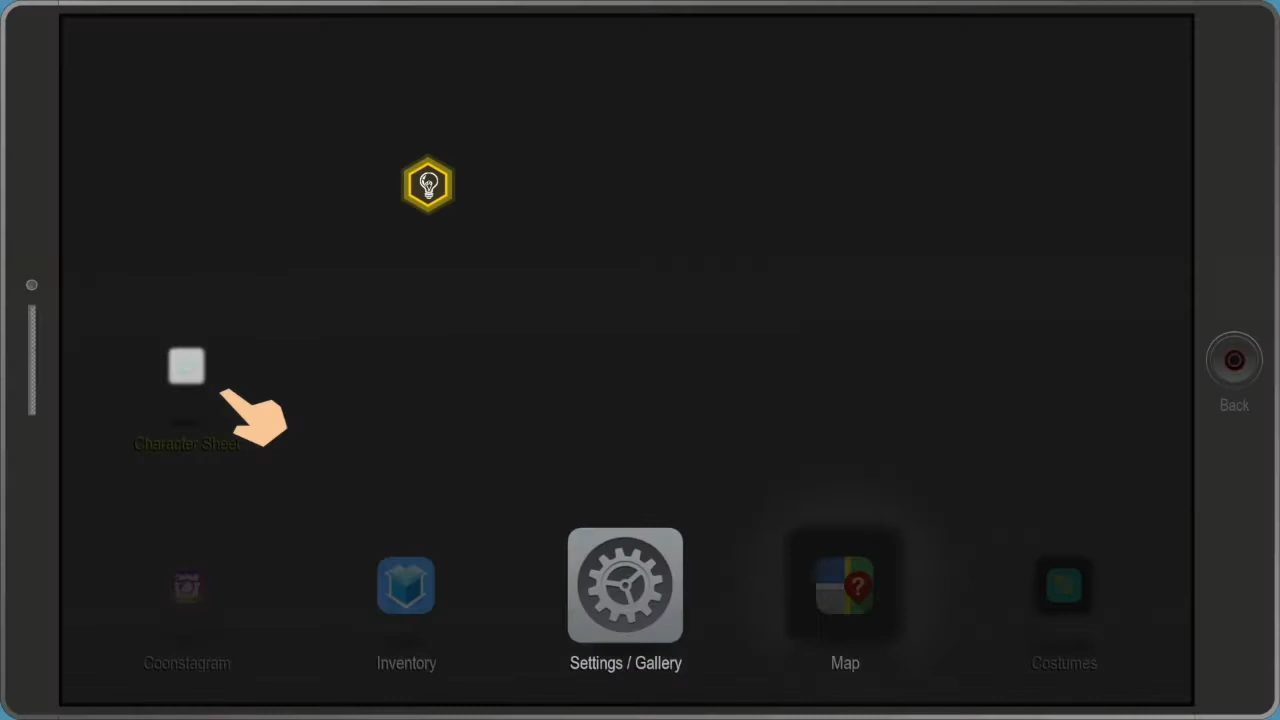 Back
Character Sheet
Coonstagram
Inventory
Settings / Gallery
Map
Costumes